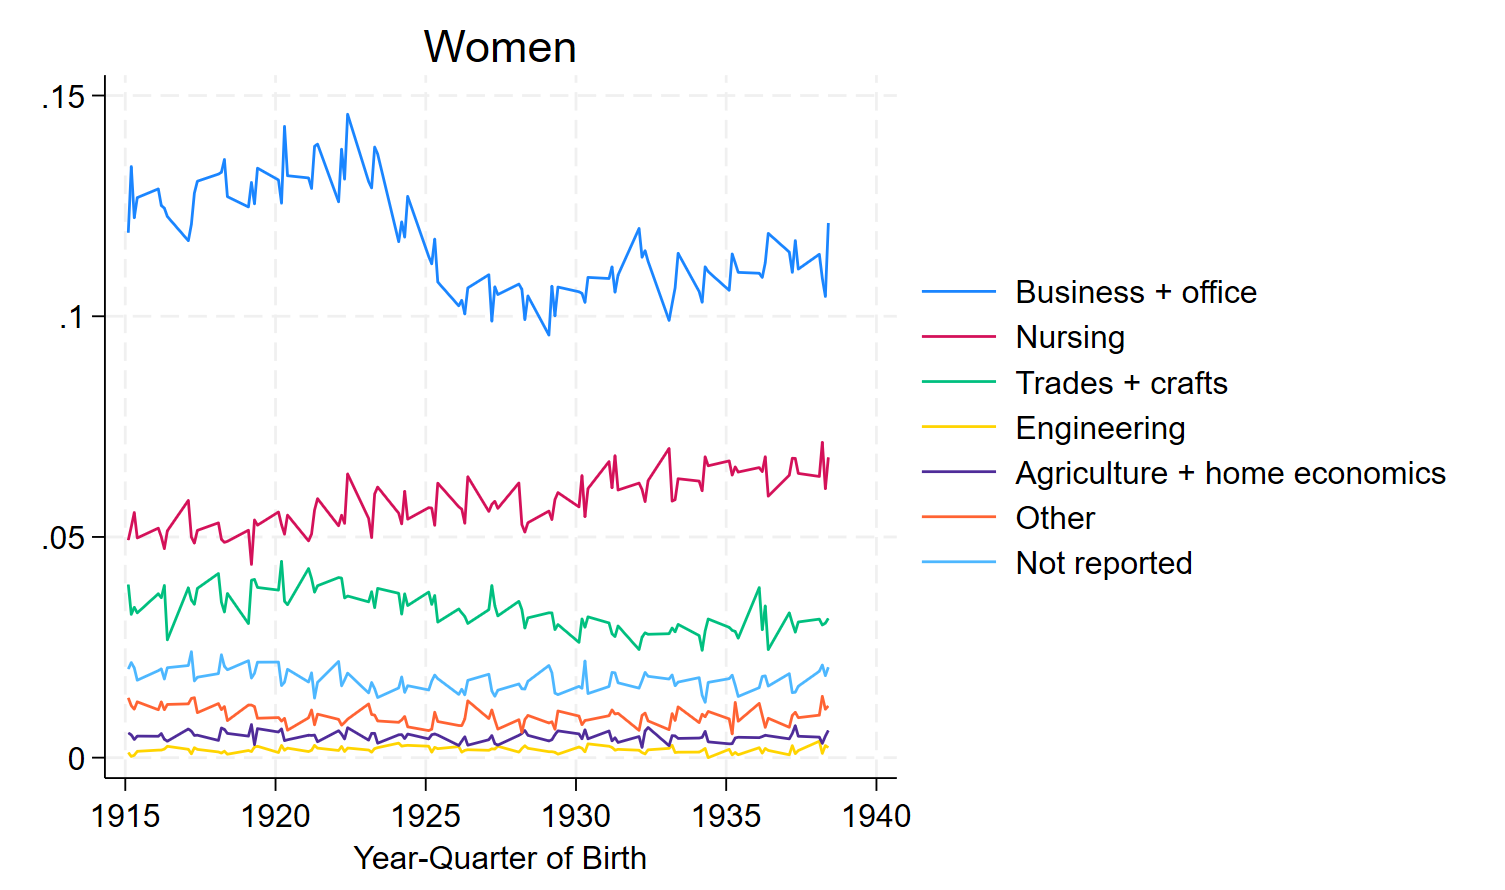 Women
.15
.1
.05
0
1915 1920 1925 1930 1935 1940
Year-Quarter of Birth
Business + office
Nursing
Trades + crafts
Engineering
Agriculture + home economics
Other
Not reported